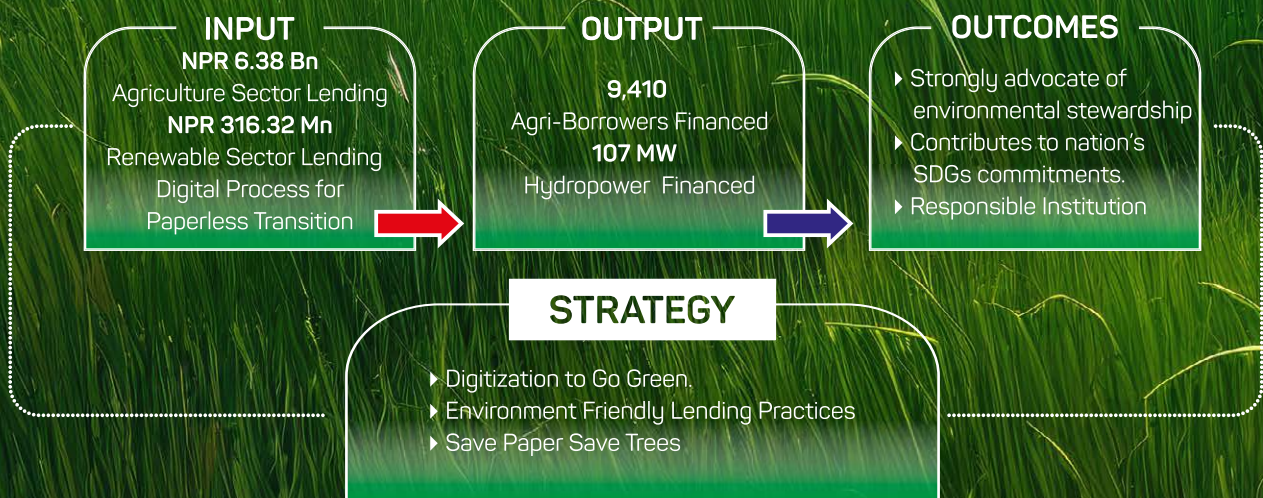 INPUT
NPR 6.38 Bn
Agriculture Sector Lending
NPR 316.32 Mn
Renewable Sector Lending
Digital Process for
Paperless Transition
OUTPUT
9,410
Agri-Borrowers Financed
107 MW
Hydropower Financed
OUTCOMES
Strongly advocate of
environmental stewardship
Contributes to nation's
SDGs commitments.
Responsible Institution
STRATEGY
Digitization to Go Green.
Environment Friendly Lending Practices
Save Paper Save Trees